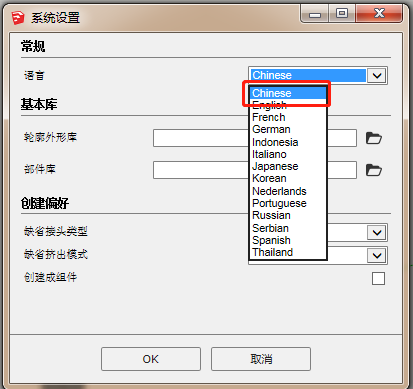 系统设置
常规
语言
Chinese
Chinese
English
French
German
Indonesia
Italiano
Japanese
Korean
Nederlands
Portuguese
Russian
Serbian
Spanish
Thailand
基本库
轮廓外形库
部件库
创建偏好
缺省接头类型
缺省挤出模式
创建成组件
OK
取消